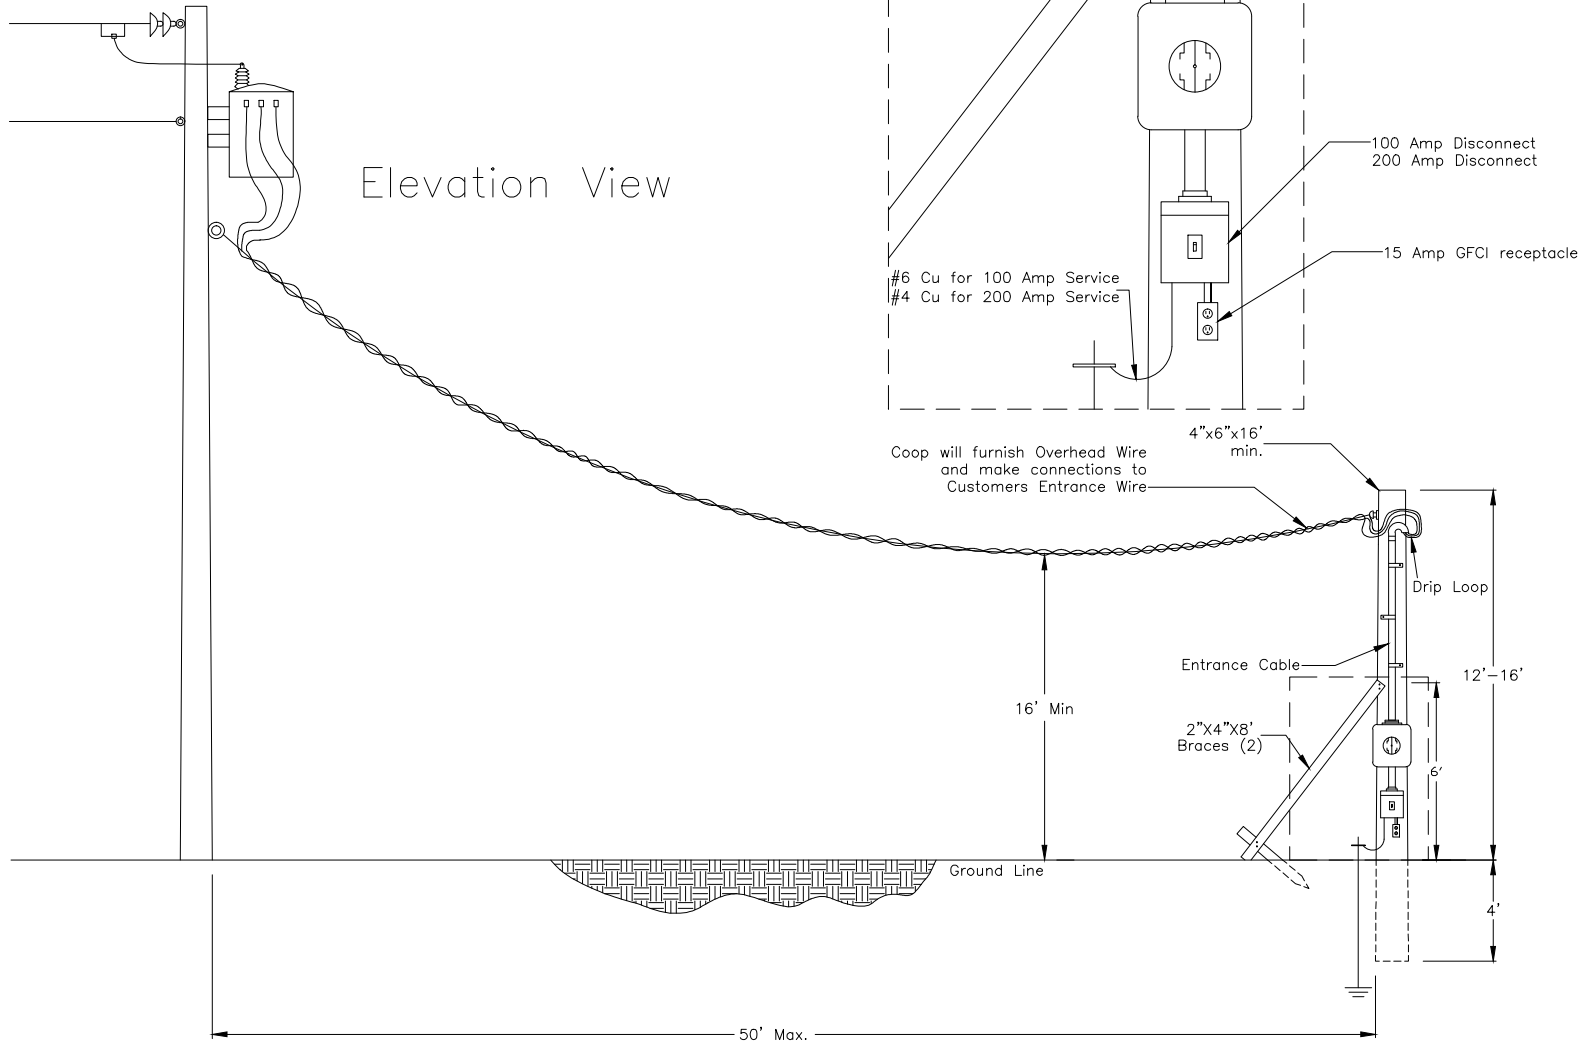 Elevation View
100 Amp Disconnect
200 Amp Disconnect
15 Amp GFCI receptacle
#6 Cu for 100 Amp Service
#4 Cu for 200 Amp Service
4"x6"x16'
min.
Coop will furnish Overhead Wire
and make connections to
Customers Entrance Wire
Drip Loop
Entrance Cable
12'-16'
16' Min
2"X4"X8'
Braces (2)
6'
Ground Line
4'
50' Max.